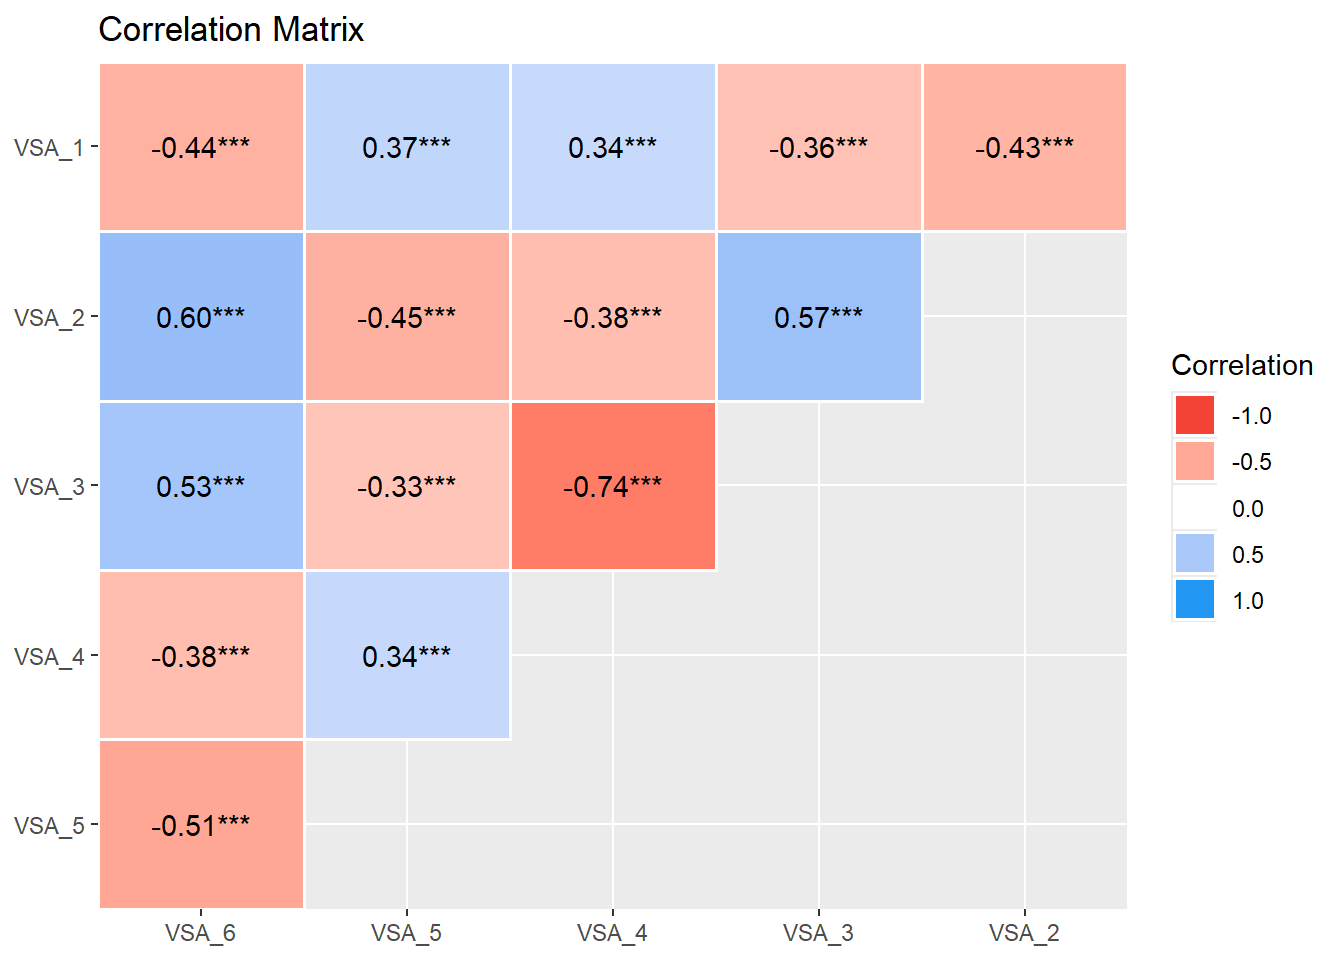 Correlation Matrix
VSA_1 -0.44*** 0.37*** 0.34*** -0.36*** -0.43***
VSA_2 0.60*** -0.45*** -0.38*** 0.57***
VSA_3 0.53*** -0.33*** -0.74***
VSA_4 -0.38*** 0.34***
VSA_5 -0.51***
VSA_6 VSA_5 VSA_4 VSA_3 VSA_2
Correlation
-1.0
-0.5
0.0
0.5
1.0